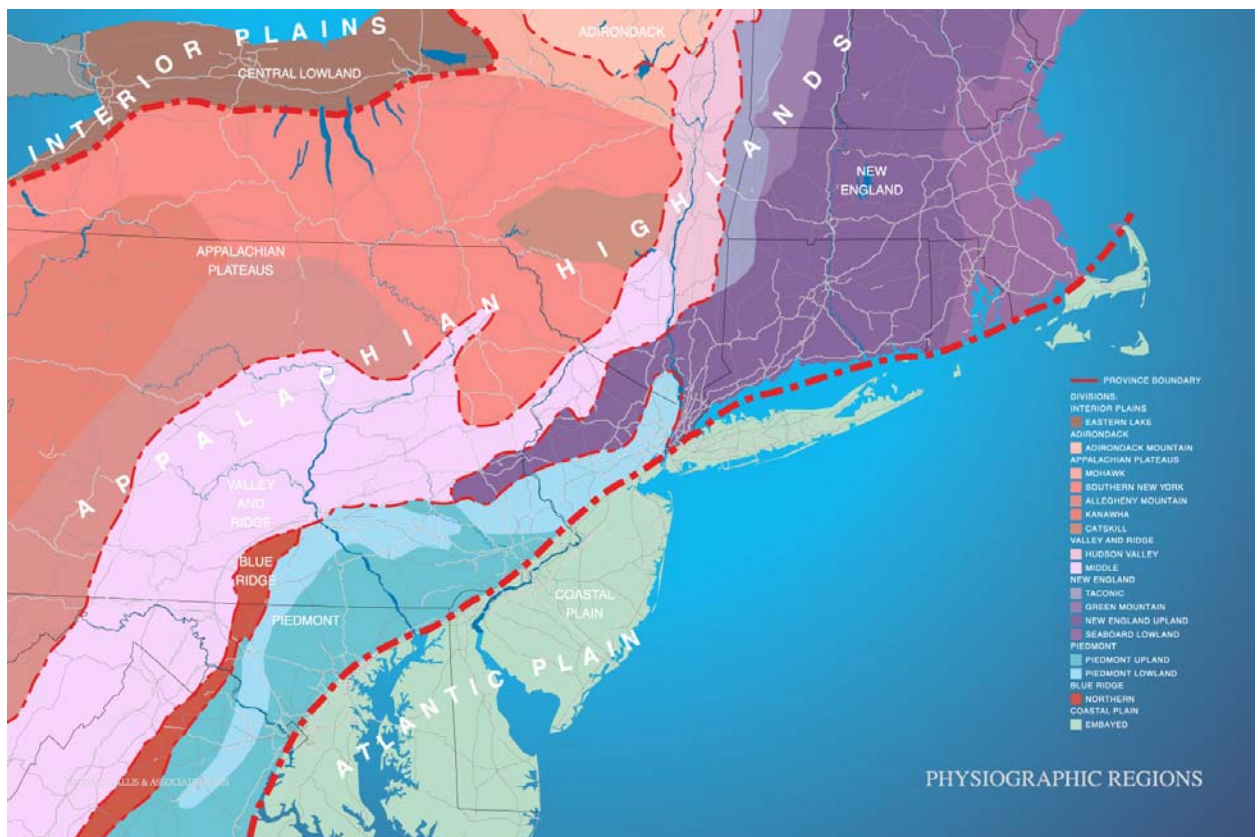 INTERIOR PLAINS
CENTRAL LOWLAND
ADIRONDACK
APPALACHIAN HIGHLANDS
NEW
ENGLAND
APPALACHIAN
PLATEAUS
VALLEY
AND
RIDGE
BLUE
RIDGE
PIEDMONT
COASTAL
PLAIN
ATLANTIC PLAIN
PROVINCE BOUNDARY
DIVISIONS:
INTERIOR PLAINS
EASTERN LAKE
ADIRONDACK
ADIRONDACK MOUNTAIN
APPALACHIAN PLATEAUS
MOHAWK
SOUTHERN NEW YORK
ALLEGHENY MOUNTAIN
KANAWHA
CATSKILL
VALLEY AND RIDGE
HUDSON VALLEY
MIDDLE
NEW ENGLAND
TACONIC
GREEN MOUNTAIN
NEW ENGLAND UPLAND
SEABOARD LOWLAND
PIEDMONT
PIEDMONT UPLAND
PIEDMONT LOWLAND
BLUE RIDGE
NORTHERN
COASTAL PLAIN
EMBAYED
PHYSIOGRAPHIC REGIONS